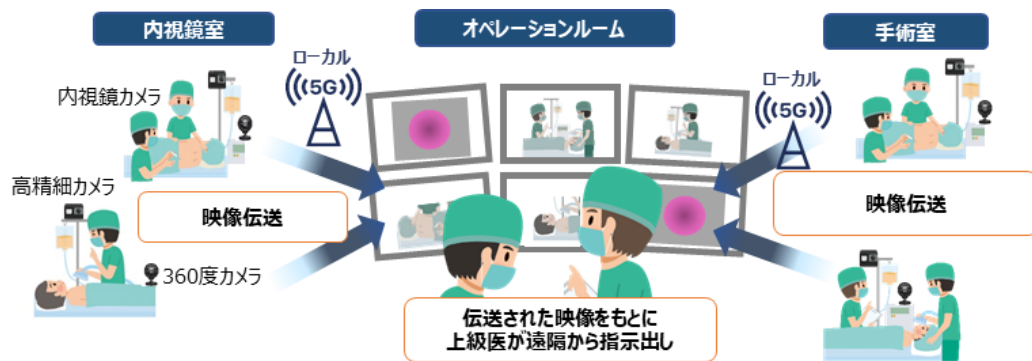 内視鏡室
オペレーションルーム
手術室
ローカル
5G
ローカル
5G
内視鏡カメラ
高精細カメラ
映像伝送
映像伝送
360度カメラ
伝送された映像をもとに
上級医が遠隔から指示出し